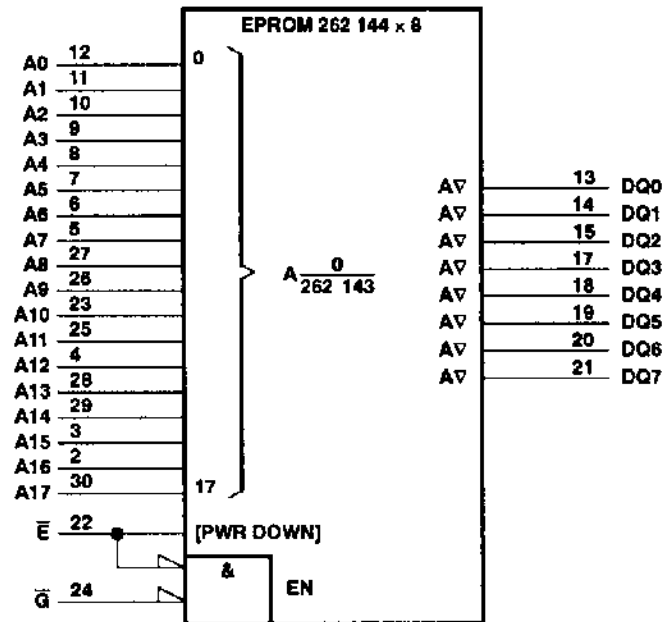 EPROM 262 144 × 8
A0 12 0
A1 11
A2 10
A3 9
A4 8
A5 7
A6 6
A7 5
A8 27
A9 26
A10 23
A11 25
A12 4
A13 28
A14 29
A15 3
A16 2
A17 30 17
A 0
262 143
A▽ 13 DQ0
A▽ 14 DQ1
A▽ 15 DQ2
A▽ 17 DQ3
A▽ 18 DQ4
A▽ 19 DQ5
A▽ 20 DQ6
A▽ 21 DQ7
E̅ 22 [PWR DOWN]
&
EN
G̅ 24